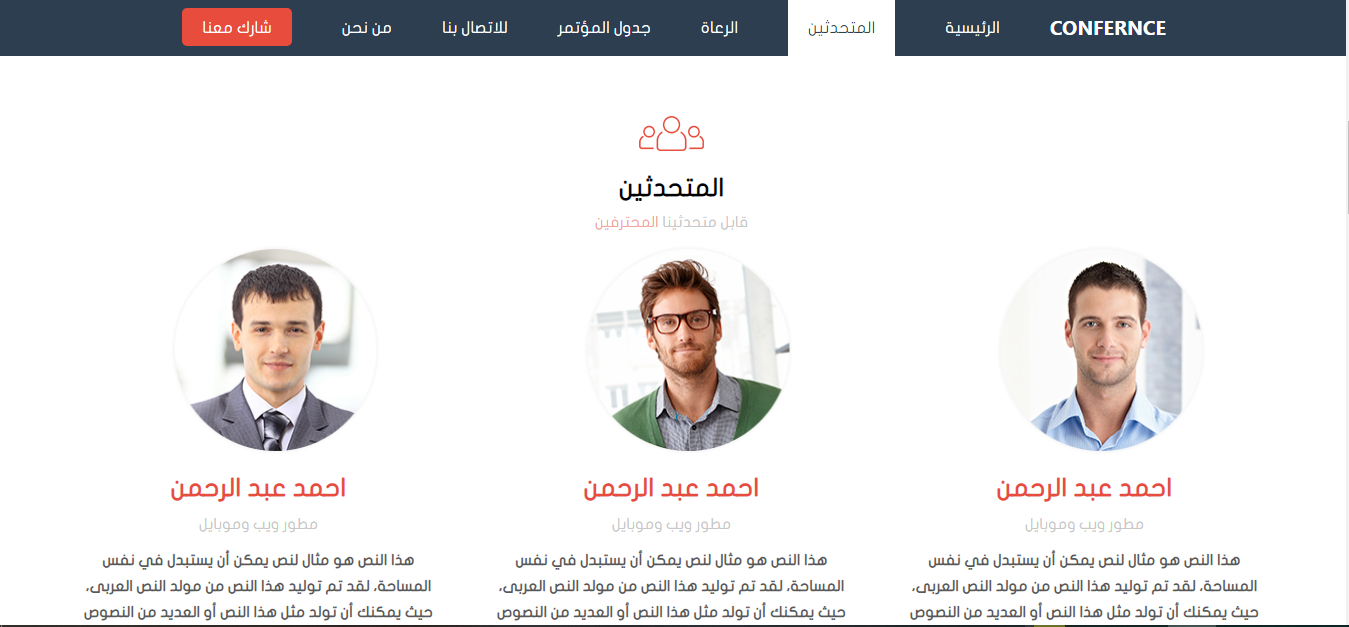 CONFERNCE
الرئيسية
المتحدثين
الرعاة
جدول المؤتمر
للاتصال بنا
من نحن
شارك معنا
المتحدثين
قابل متحدثينا المحترفين
احمد عبد الرحمن
مطور ويب وموبايل
هذا النص هو مثال لنص يمكن أن يستبدل في نفس
المساحة، لقد تم توليد هذا النص من مولد النص العربى،
حيث يمكنك أن تولد مثل هذا النص أو العديد من النصوص
احمد عبد الرحمن
مطور ويب وموبايل
هذا النص هو مثال لنص يمكن أن يستبدل في نفس
المساحة، لقد تم توليد هذا النص من مولد النص العربى،
حيث يمكنك أن تولد مثل هذا النص أو العديد من النصوص
احمد عبد الرحمن
مطور ويب وموبايل
هذا النص هو مثال لنص يمكن أن يستبدل في نفس
المساحة، لقد تم توليد هذا النص من مولد النص العربى،
حيث يمكنك أن تولد مثل هذا النص أو العديد من النصوص